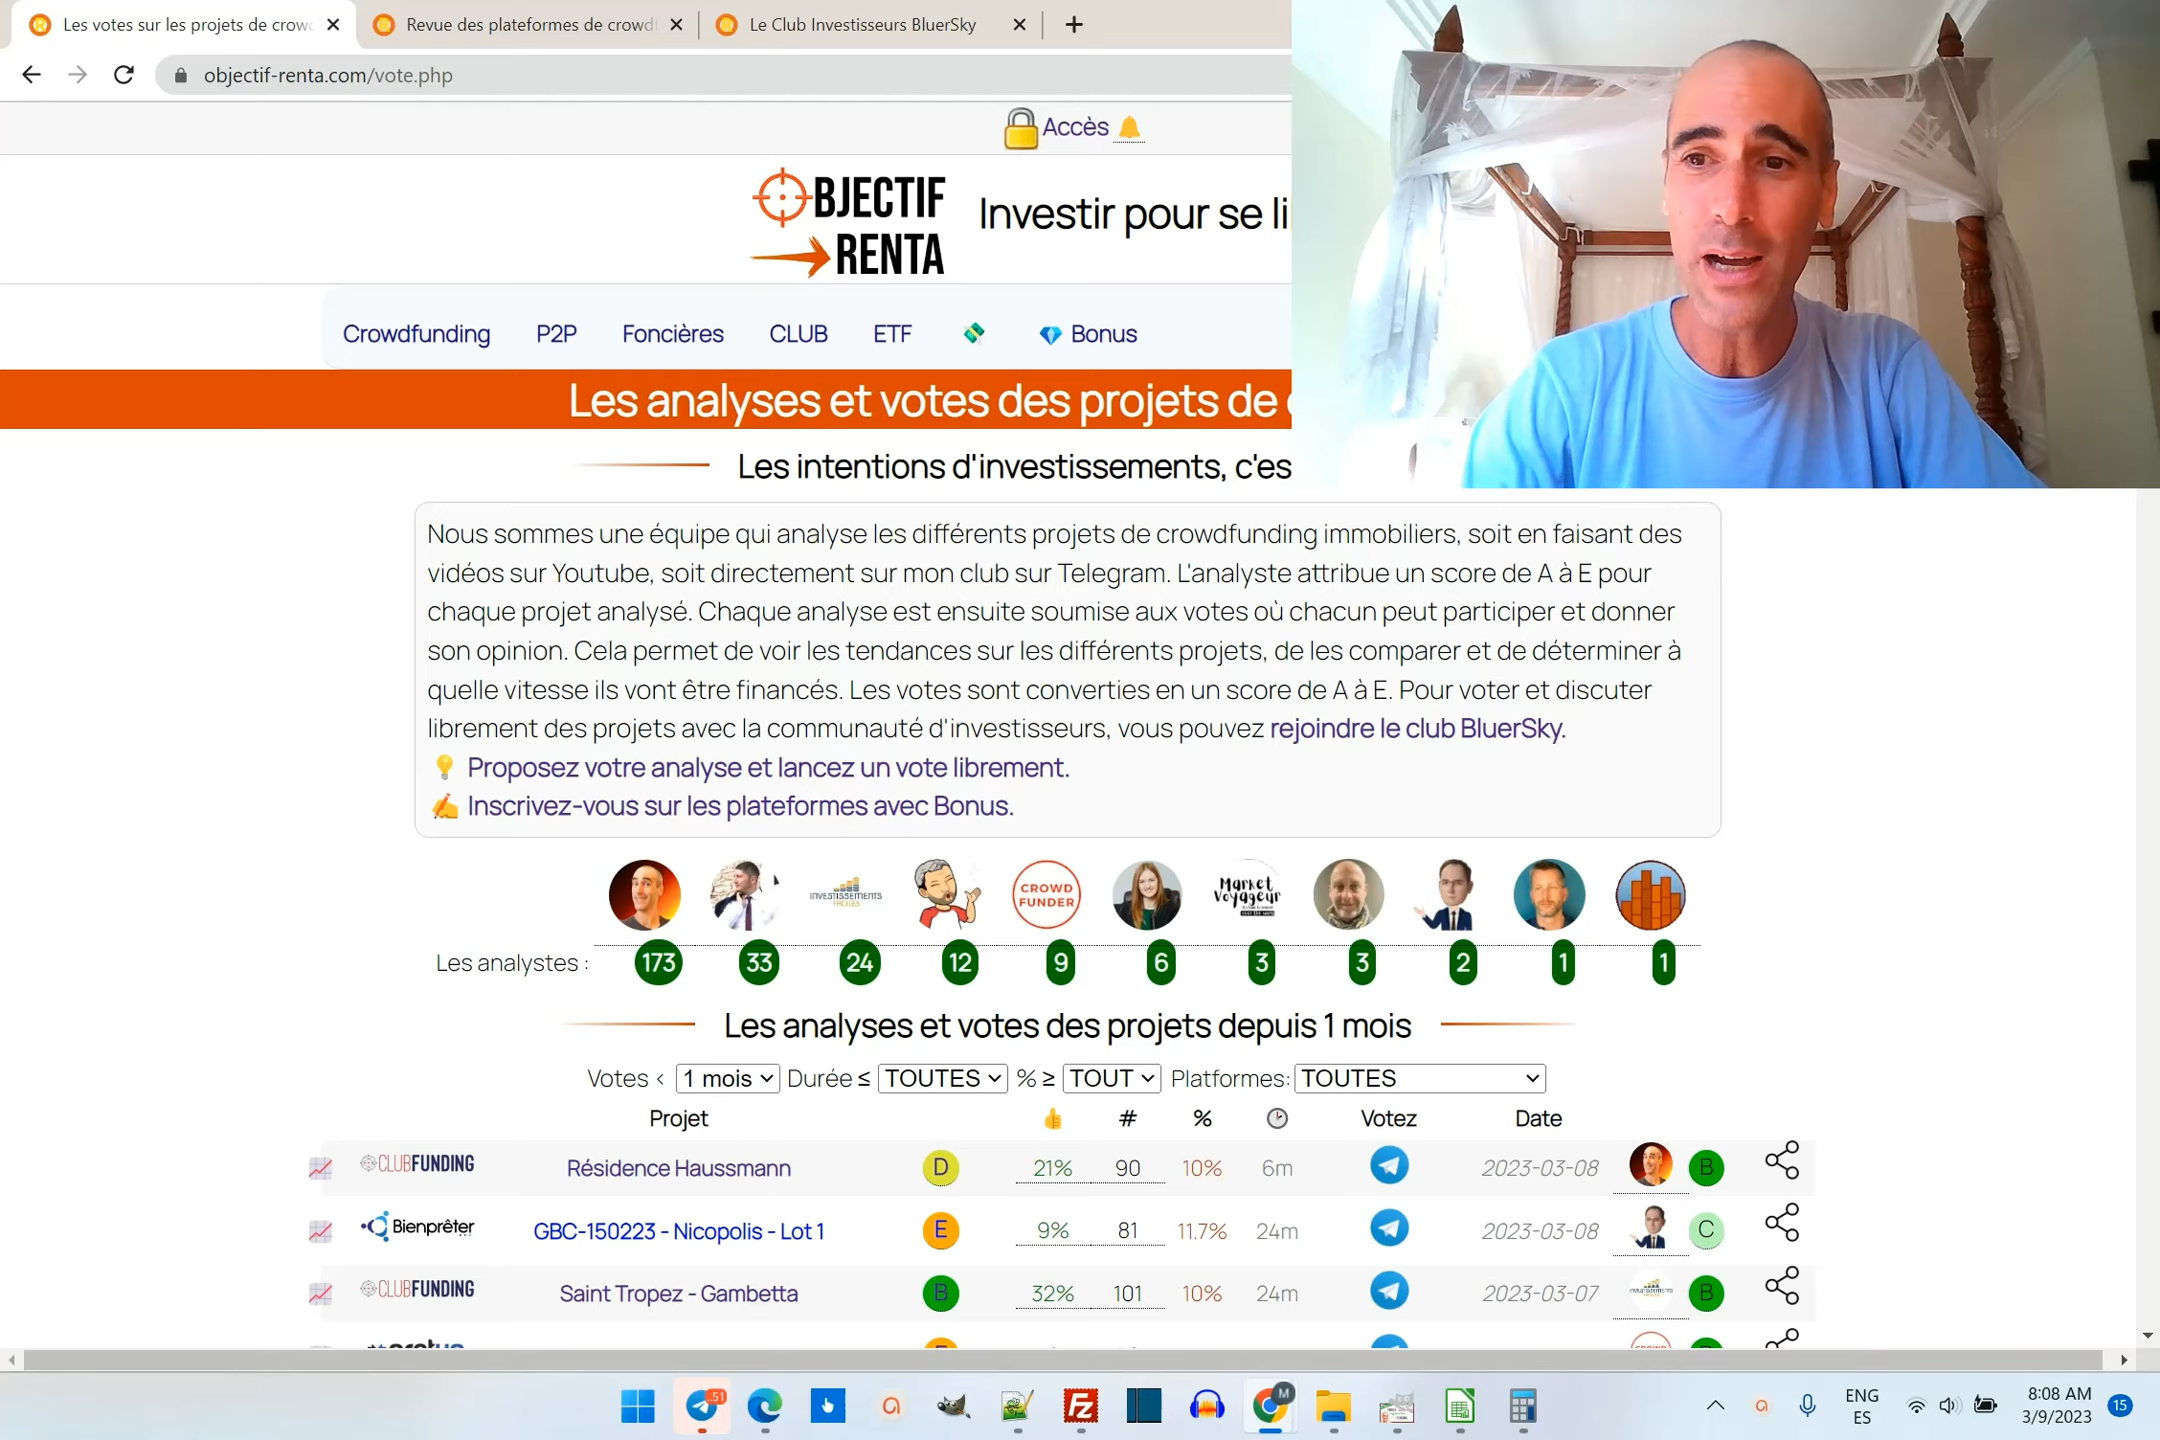 Les votes sur les projets de crowd
Revue des plateformes de crowd
Le Club Investisseurs BluerSky
objectif-renta.com/vote.php
Accès
OBJECTIF
RENTA
Investir pour se li
Crowdfunding P2P Foncières CLUB ETF Bonus
Les analyses et votes des projets de
Les intentions d'investissements, c'es
Nous sommes une équipe qui analyse les différents projets de crowdfunding immobiliers, soit en faisant des
vidéos sur Youtube, soit directement sur mon club sur Telegram. L'analyste attribue un score de A à E pour
chaque projet analysé. Chaque analyse est ensuite soumise aux votes où chacun peut participer et donner
son opinion. Cela permet de voir les tendances sur les différents projets, de les comparer et de déterminer à
quelle vitesse ils vont être financés. Les votes sont converties en un score de A à E. Pour voter et discuter
librement des projets avec la communauté d'investisseurs, vous pouvez rejoindre le club BluerSky.
Proposez votre analyse et lancez un vote librement.
Inscrivez-vous sur les plateformes avec Bonus.
INVESTISSEMENTS
FACILES
CROWD
FUNDER
Market
Voyageur
Les analystes : 173 33 24 12 9 6 3 3 2 1 1
Les analyses et votes des projets depuis 1 mois
Votes < 1 mois Durée ≤ TOUTES % ≥ TOUT Platformes: TOUTES
Projet # % Votez Date
CLUBFUNDING Résidence Haussmann D 21% 90 10% 6m 2023-03-08 B
Bienprêter GBC-150223 - Nicopolis - Lot 1 E 9% 81 11.7% 24m 2023-03-08 C
CLUBFUNDING Saint Tropez - Gambetta B 32% 101 10% 24m 2023-03-07 B
51
M
ENG
ES
8:08 AM
3/9/2023
15